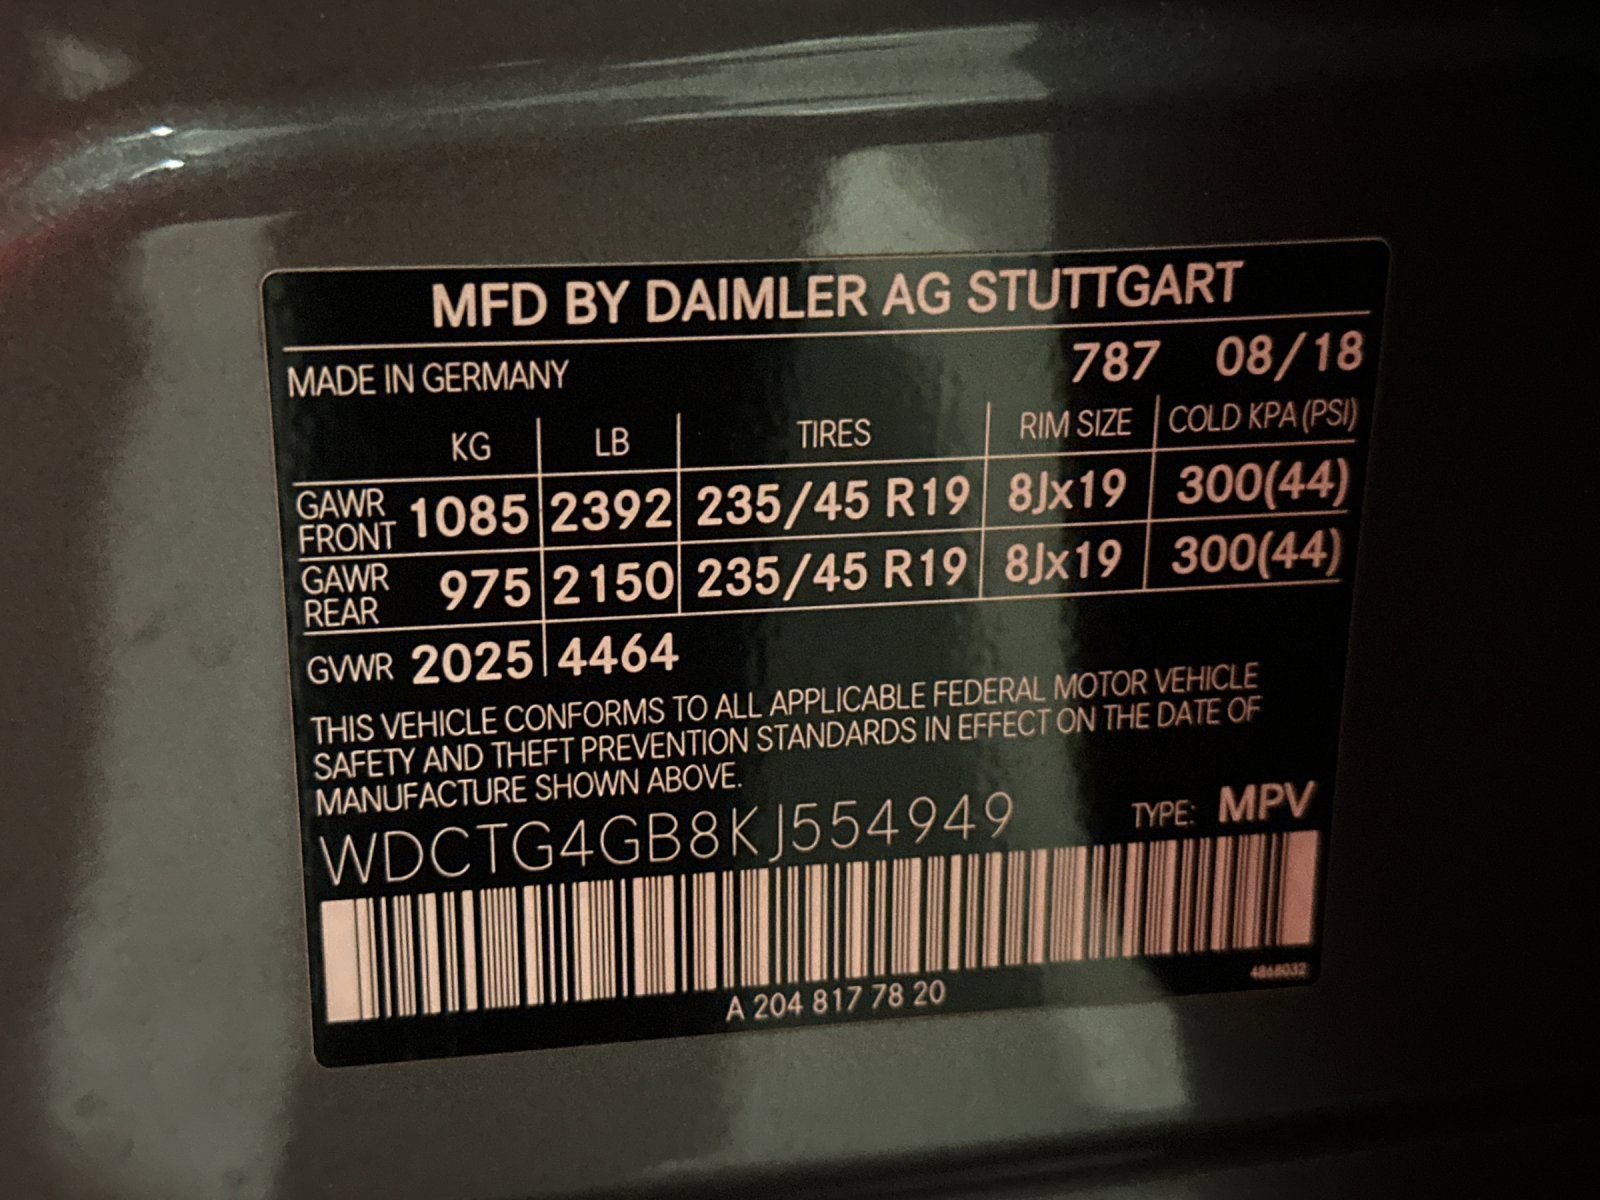 MFD BY DAIMLER AG STUTTGART
MADE IN GERMANY 787 08/18
KG LB TIRES RIM SIZE COLD KPA (PSI)
GAWR FRONT 1085 2392 235/45 R19 8Jx19 300(44)
GAWR REAR 975 2150 235/45 R19 8Jx19 300(44)
GVWR 2025 4464
THIS VEHICLE CONFORMS TO ALL APPLICABLE FEDERAL MOTOR VEHICLE
SAFETY AND THEFT PREVENTION STANDARDS IN EFFECT ON THE DATE OF
MANUFACTURE SHOWN ABOVE.
WDCTG4GB8KJ554949 TYPE: MPV
A 204 817 78 20
4868032